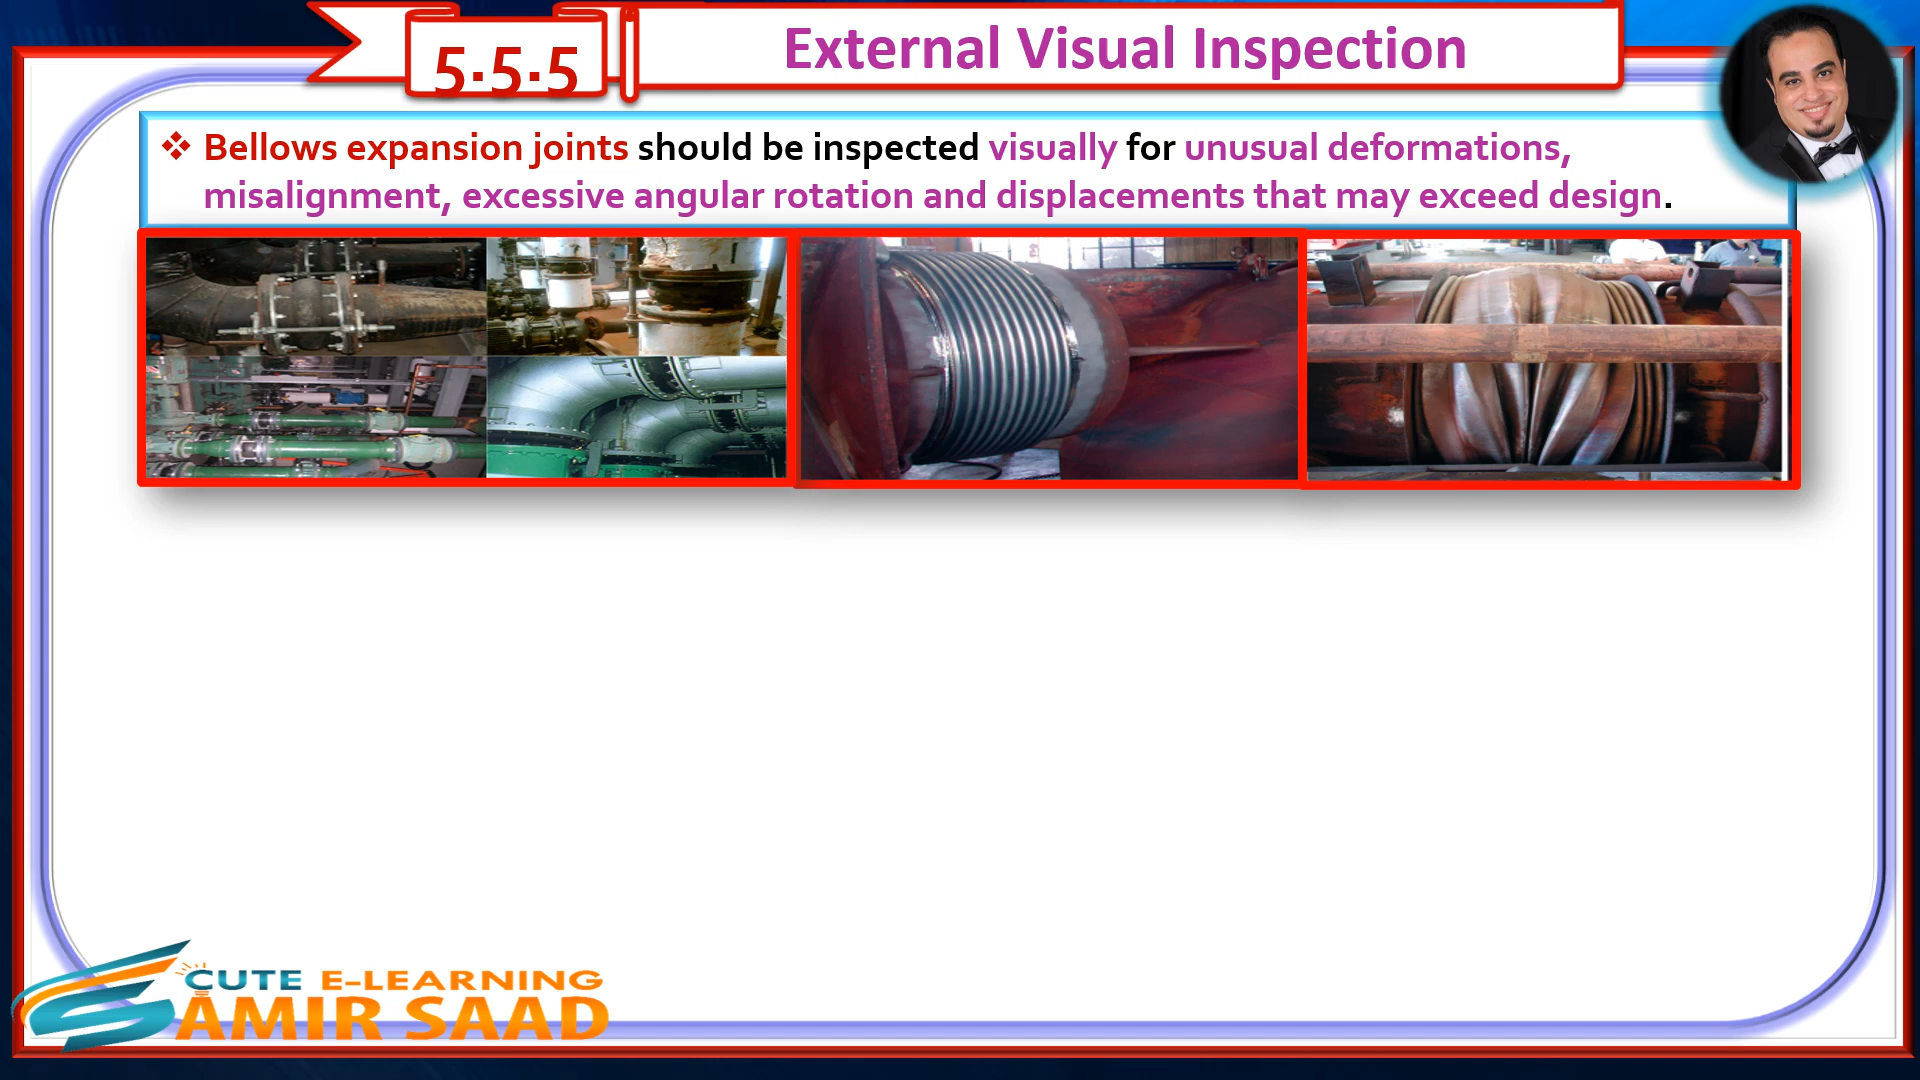 5.5.5
External Visual Inspection
❖ Bellows expansion joints should be inspected visually for unusual deformations,
misalignment, excessive angular rotation and displacements that may exceed design.
CUTE E-LEARNING
AMIR SAAD